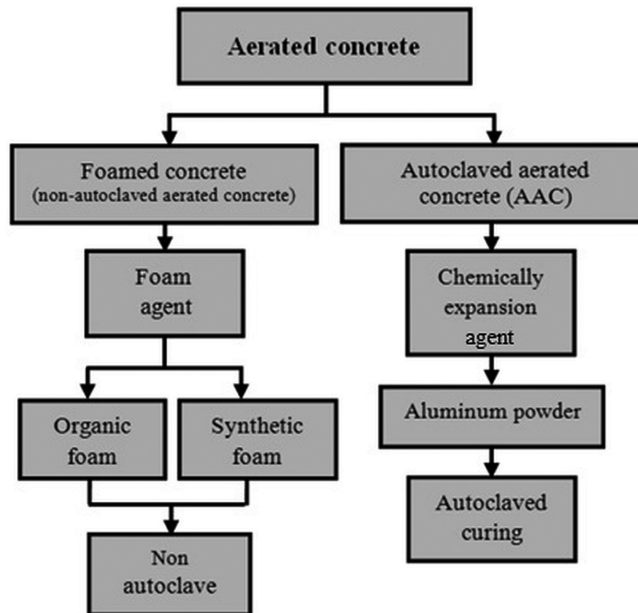 Aerated concrete
Foamed concrete
(non-autoclaved aerated concrete)
Autoclaved aerated
concrete (AAC)
Foam
agent
Chemically
expansion
agent
Organic
foam
Synthetic
foam
Aluminum powder
Non
autoclave
Autoclaved
curing